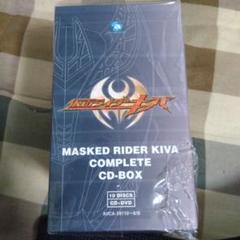 仮面ライダーキバ
MASKED RIDER KIVA
COMPLETE
CD-BOX
10 DISCS
CD+DVD